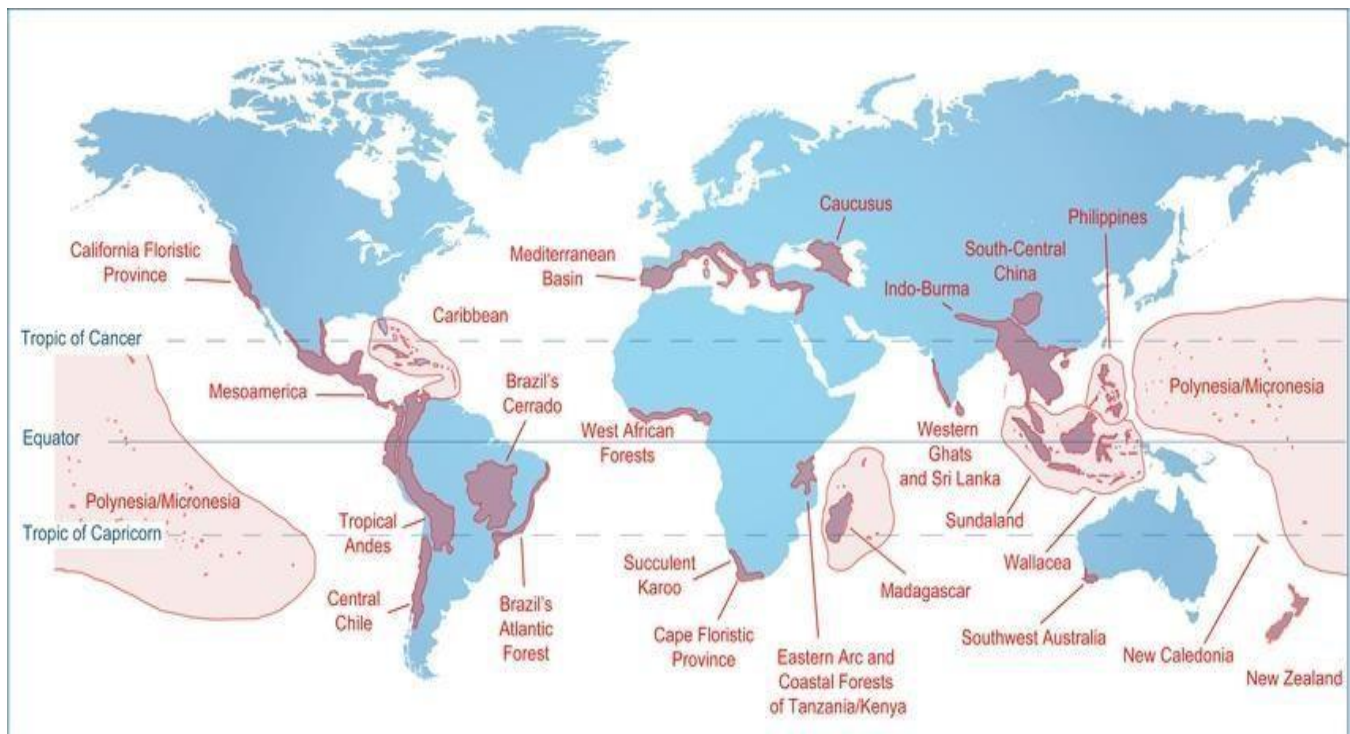 Caucusus
Philippines
California Floristic
Province
Mediterranean
Basin
South-Central
China
Indo-Burma
Caribbean
Tropic of Cancer
Mesoamerica
Brazil's
Cerrado
Polynesia/Micronesia
Equator
West African
Forests
Western
Ghats
and Sri Lanka
Polynesia/Micronesia
Tropical
Andes
Sundaland
Tropic of Capricorn
Succulent
Karoo
Wallacea
Madagascar
Central
Chile
Brazil's
Atlantic
Forest
Cape Floristic
Province
Southwest Australia
Eastern Arc and
Coastal Forests
of Tanzania/Kenya
New Caledonia
New Zealand